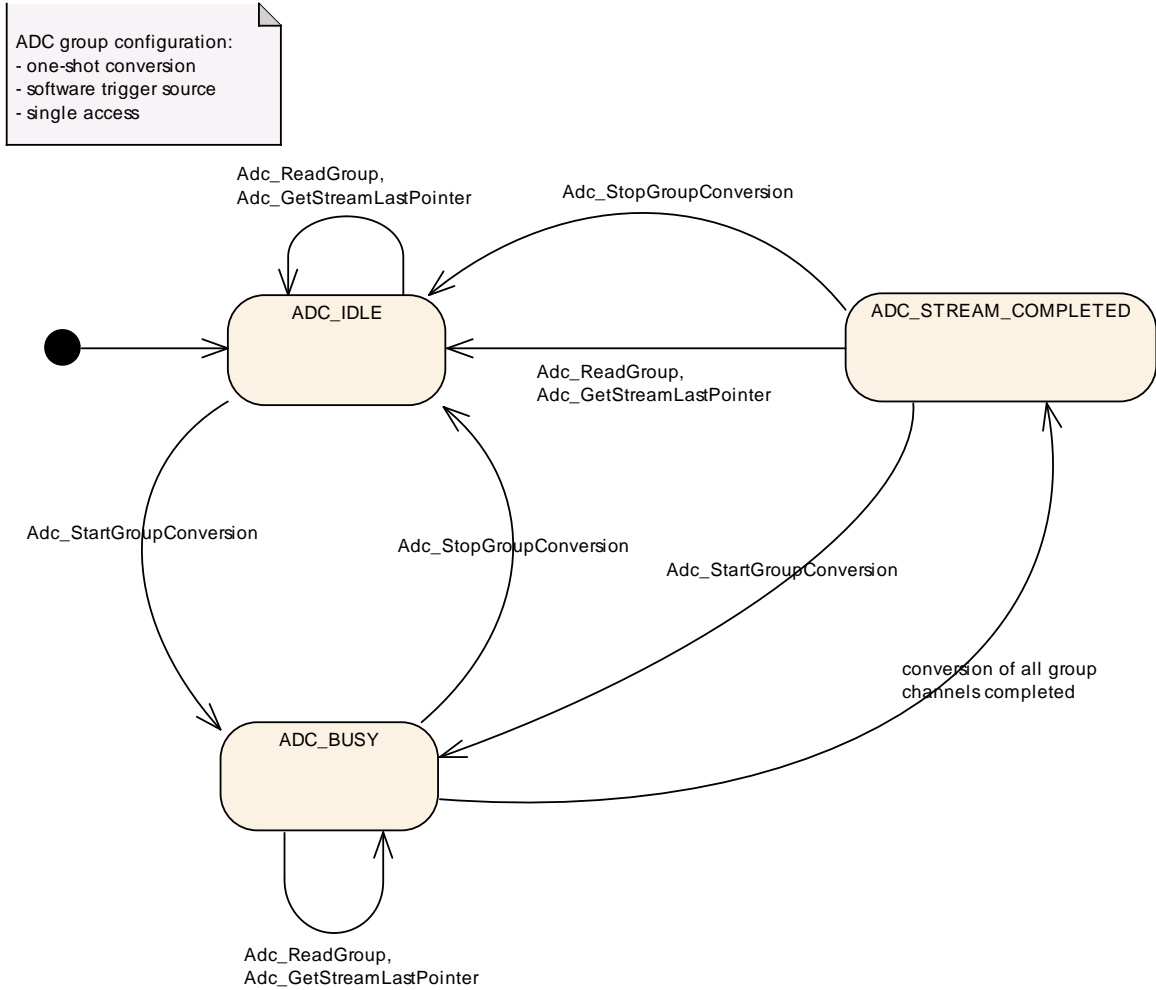 ADC group configuration:
- one-shot conversion
- software trigger source
- single access
Adc_ReadGroup,
Adc_GetStreamLastPointer
Adc_StopGroupConversion
ADC_IDLE
ADC_STREAM_COMPLETED
Adc_ReadGroup,
Adc_GetStreamLastPointer
Adc_StartGroupConversion
Adc_StopGroupConversion
Adc_StartGroupConversion
conversion of all group
channels completed
ADC_BUSY
Adc_ReadGroup,
Adc_GetStreamLastPointer